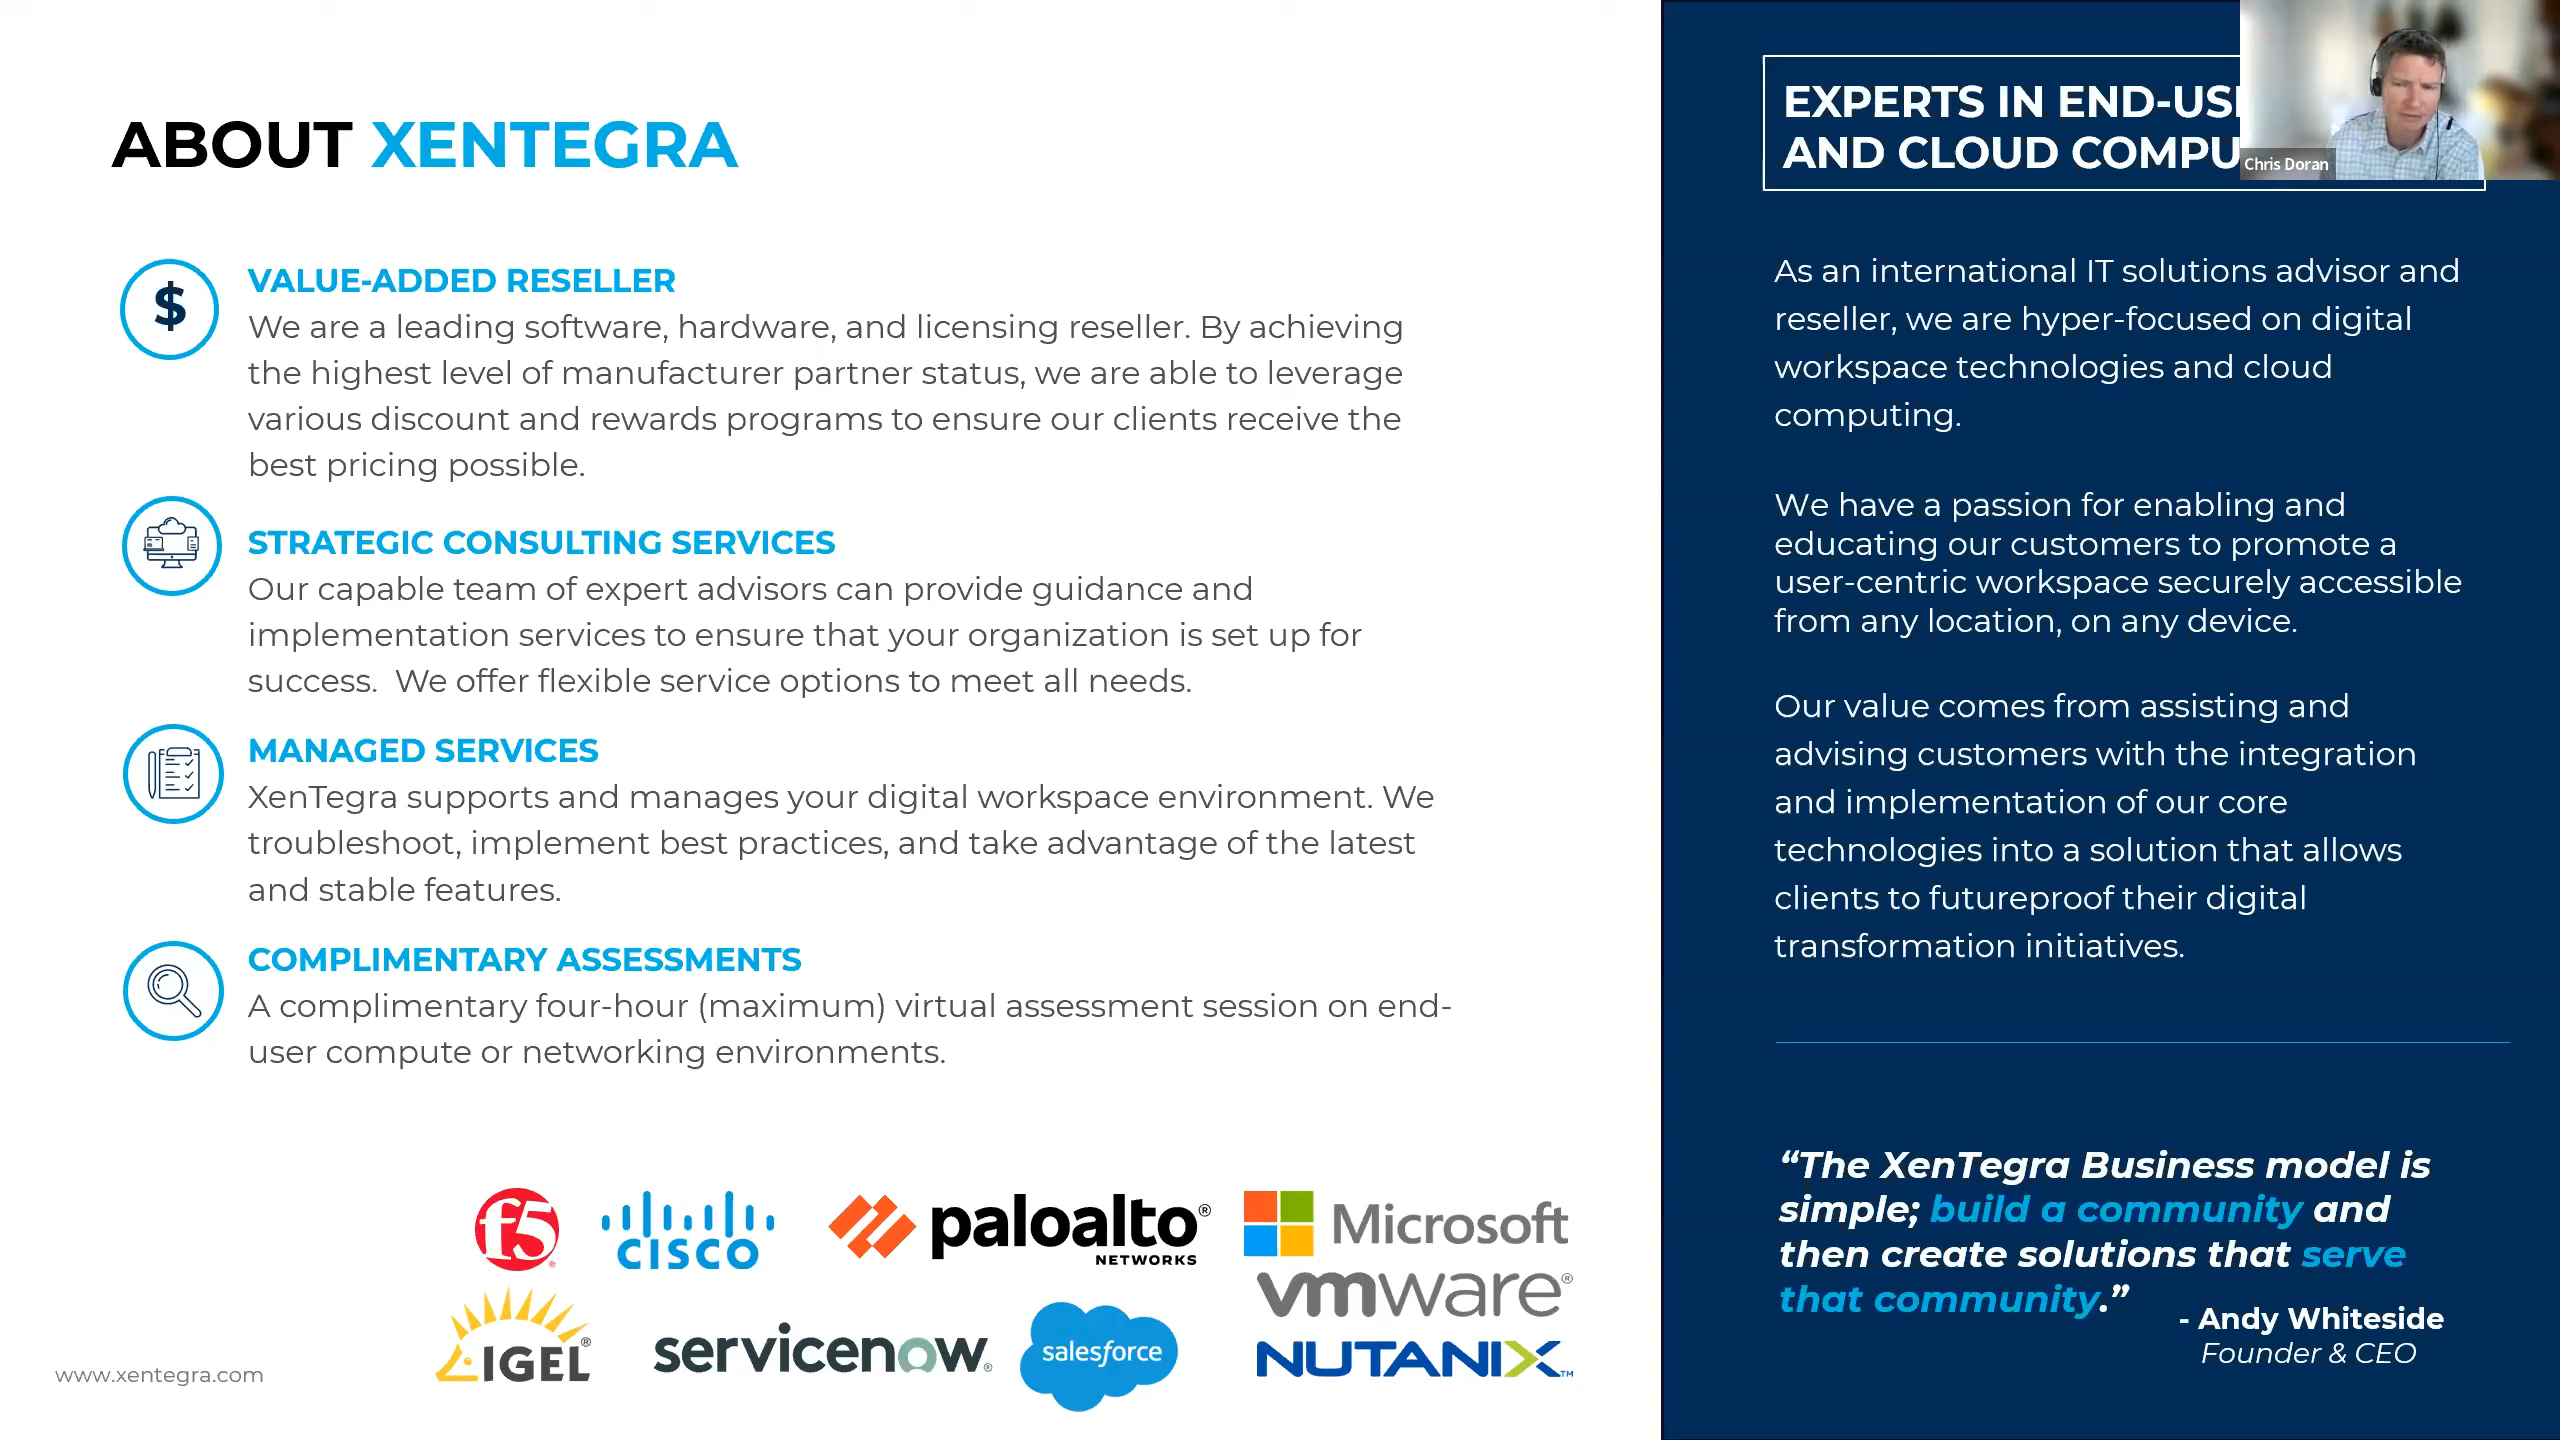 ABOUT XENTEGRA
VALUE-ADDED RESELLER
We are a leading software, hardware, and licensing reseller. By achieving
the highest level of manufacturer partner status, we are able to leverage
various discount and rewards programs to ensure our clients receive the
best pricing possible.
STRATEGIC CONSULTING SERVICES
Our capable team of expert advisors can provide guidance and
implementation services to ensure that your organization is set up for
success.  We offer flexible service options to meet all needs.
MANAGED SERVICES
XenTegra supports and manages your digital workspace environment. We
troubleshoot, implement best practices, and take advantage of the latest
and stable features.
COMPLIMENTARY ASSESSMENTS
A complimentary four-hour (maximum) virtual assessment session on end-
user compute or networking environments.
f5
CISCO
paloalto®
NETWORKS
Microsoft
vmware®
IGEL®
servicenow®
salesforce
NUTANIX™
www.xentegra.com
EXPERTS IN END-US
AND CLOUD COMPU
Chris Doran
As an international IT solutions advisor and
reseller, we are hyper-focused on digital
workspace technologies and cloud
computing.
We have a passion for enabling and
educating our customers to promote a
user-centric workspace securely accessible
from any location, on any device.
Our value comes from assisting and
advising customers with the integration
and implementation of our core
technologies into a solution that allows
clients to futureproof their digital
transformation initiatives.
“The XenTegra Business model is
simple; build a community and
then create solutions that serve
that community.”
- Andy Whiteside
Founder & CEO